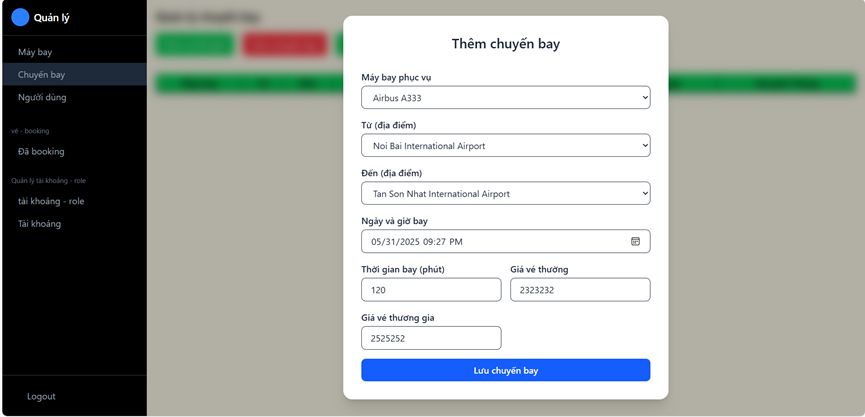 Quản lý
Máy bay
Chuyến bay
Người dùng
vé - booking
Đã booking
Quản lý tài khoảng - role
tài khoảng - role
Tài khoảng
Logout
Thêm chuyến bay
Máy bay phục vụ
Airbus A333
Từ (địa điểm)
Noi Bai International Airport
Đến (địa điểm)
Tan Son Nhat International Airport
Ngày và giờ bay
05/31/2025 09:27 PM
Thời gian bay (phút) Giá vé thường
120 2323232
Giá vé thương gia
2525252
Lưu chuyến bay